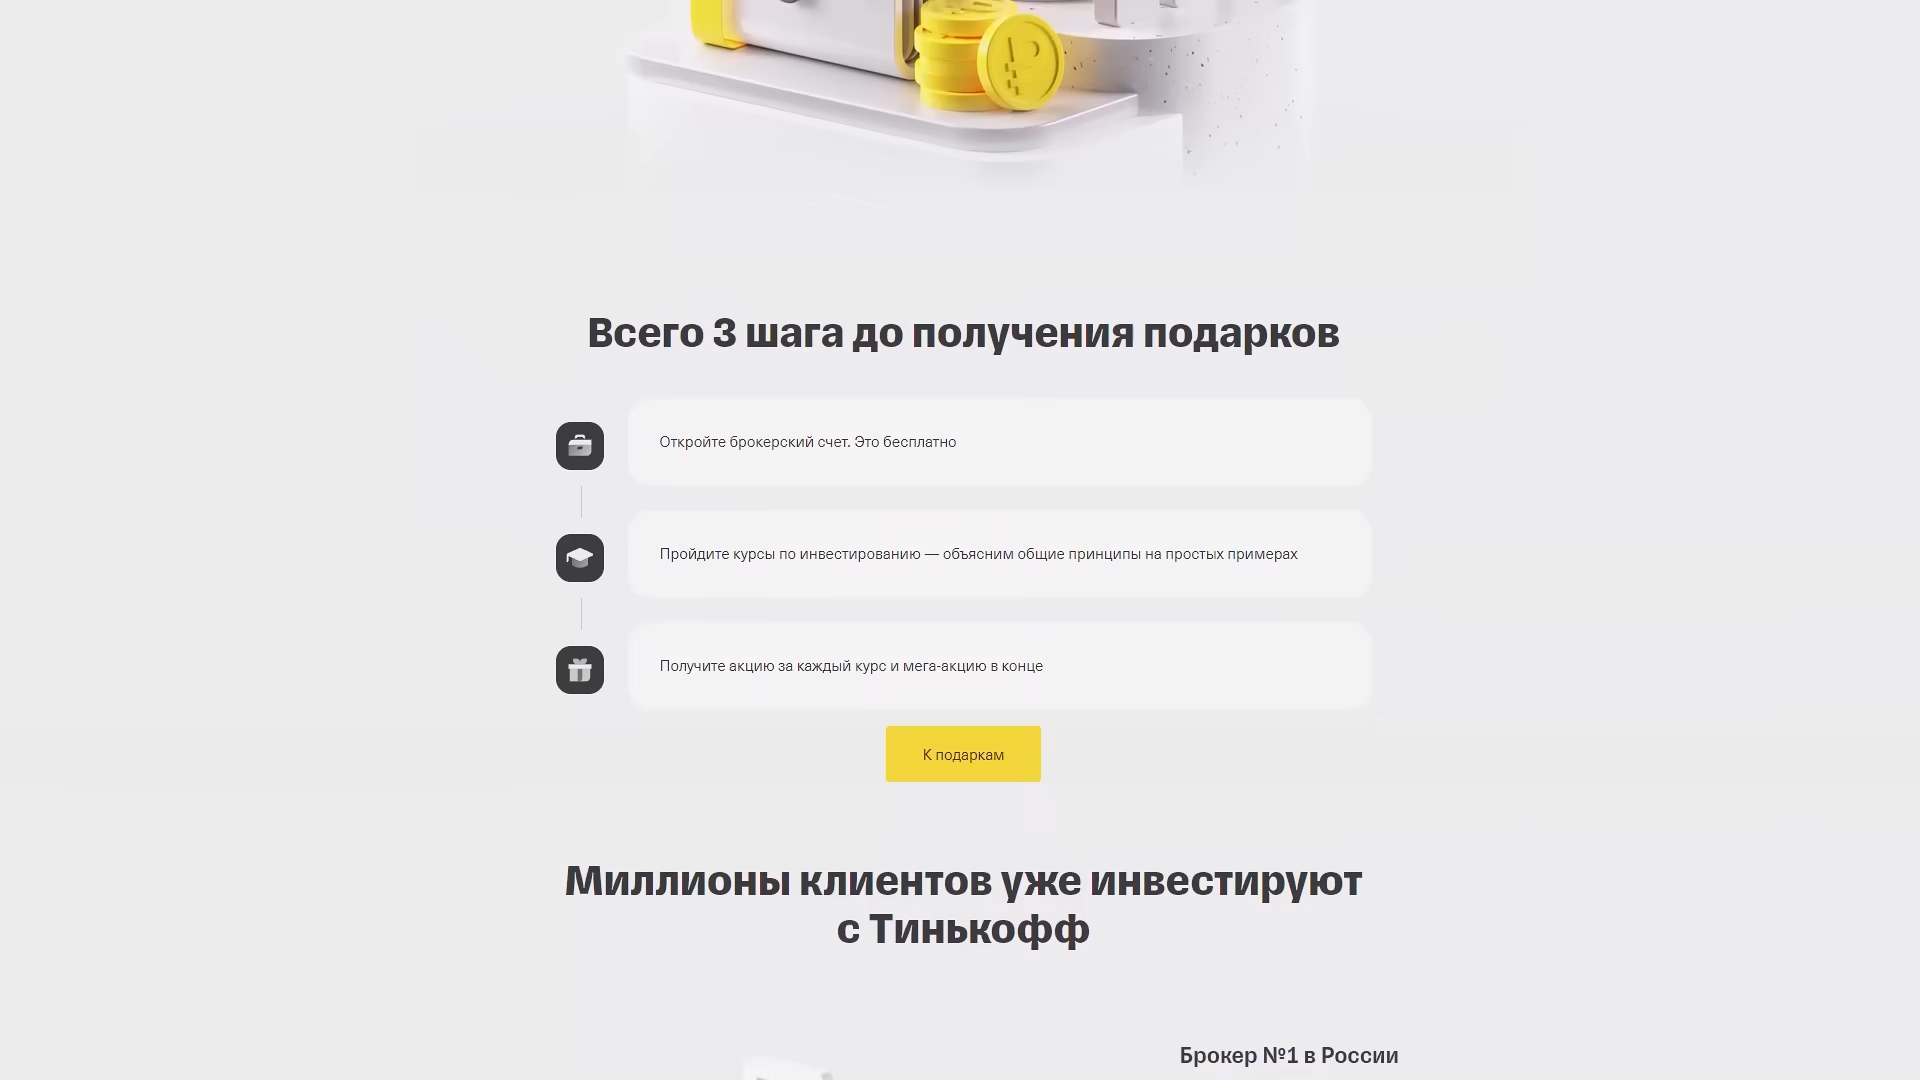 Всего 3 шага до получения подарков
Откройте брокерский счет. Это бесплатно
Пройдите курсы по инвестированию — объясним общие принципы на простых примерах
Получите акцию за каждый курс и мега-акцию в конце
К подаркам
Миллионы клиентов уже инвестируют
с Тинькофф
Брокер №1 в России